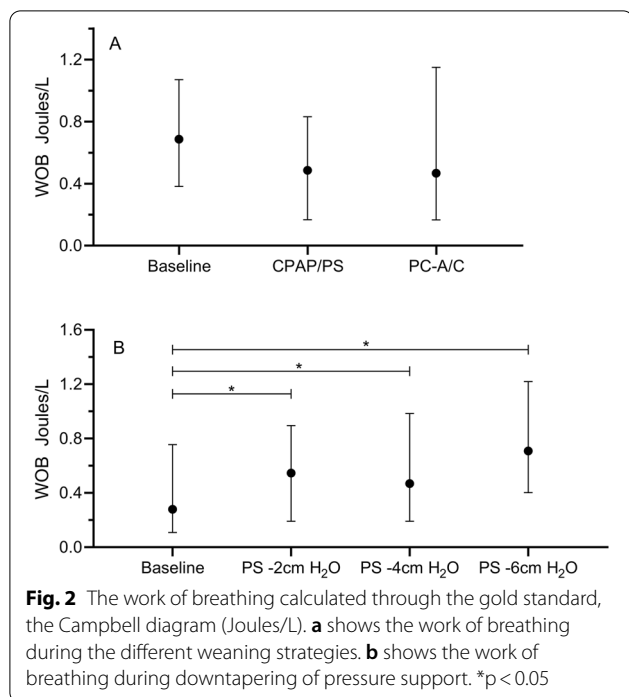 A
WOB Joules/L
1.2
0.8
0.4
0.0
Baseline CPAP/PS PC-A/C
B
WOB Joules/L
1.6
1.2
0.8
0.4
0.0
*
*
*
Baseline PS -2cm H₂O PS -4cm H₂O PS -6cm H₂O
Fig. 2 The work of breathing calculated through the gold standard,
the Campbell diagram (Joules/L). a shows the work of breathing
during the different weaning strategies. b shows the work of
breathing during downtapering of pressure support. *p < 0.05